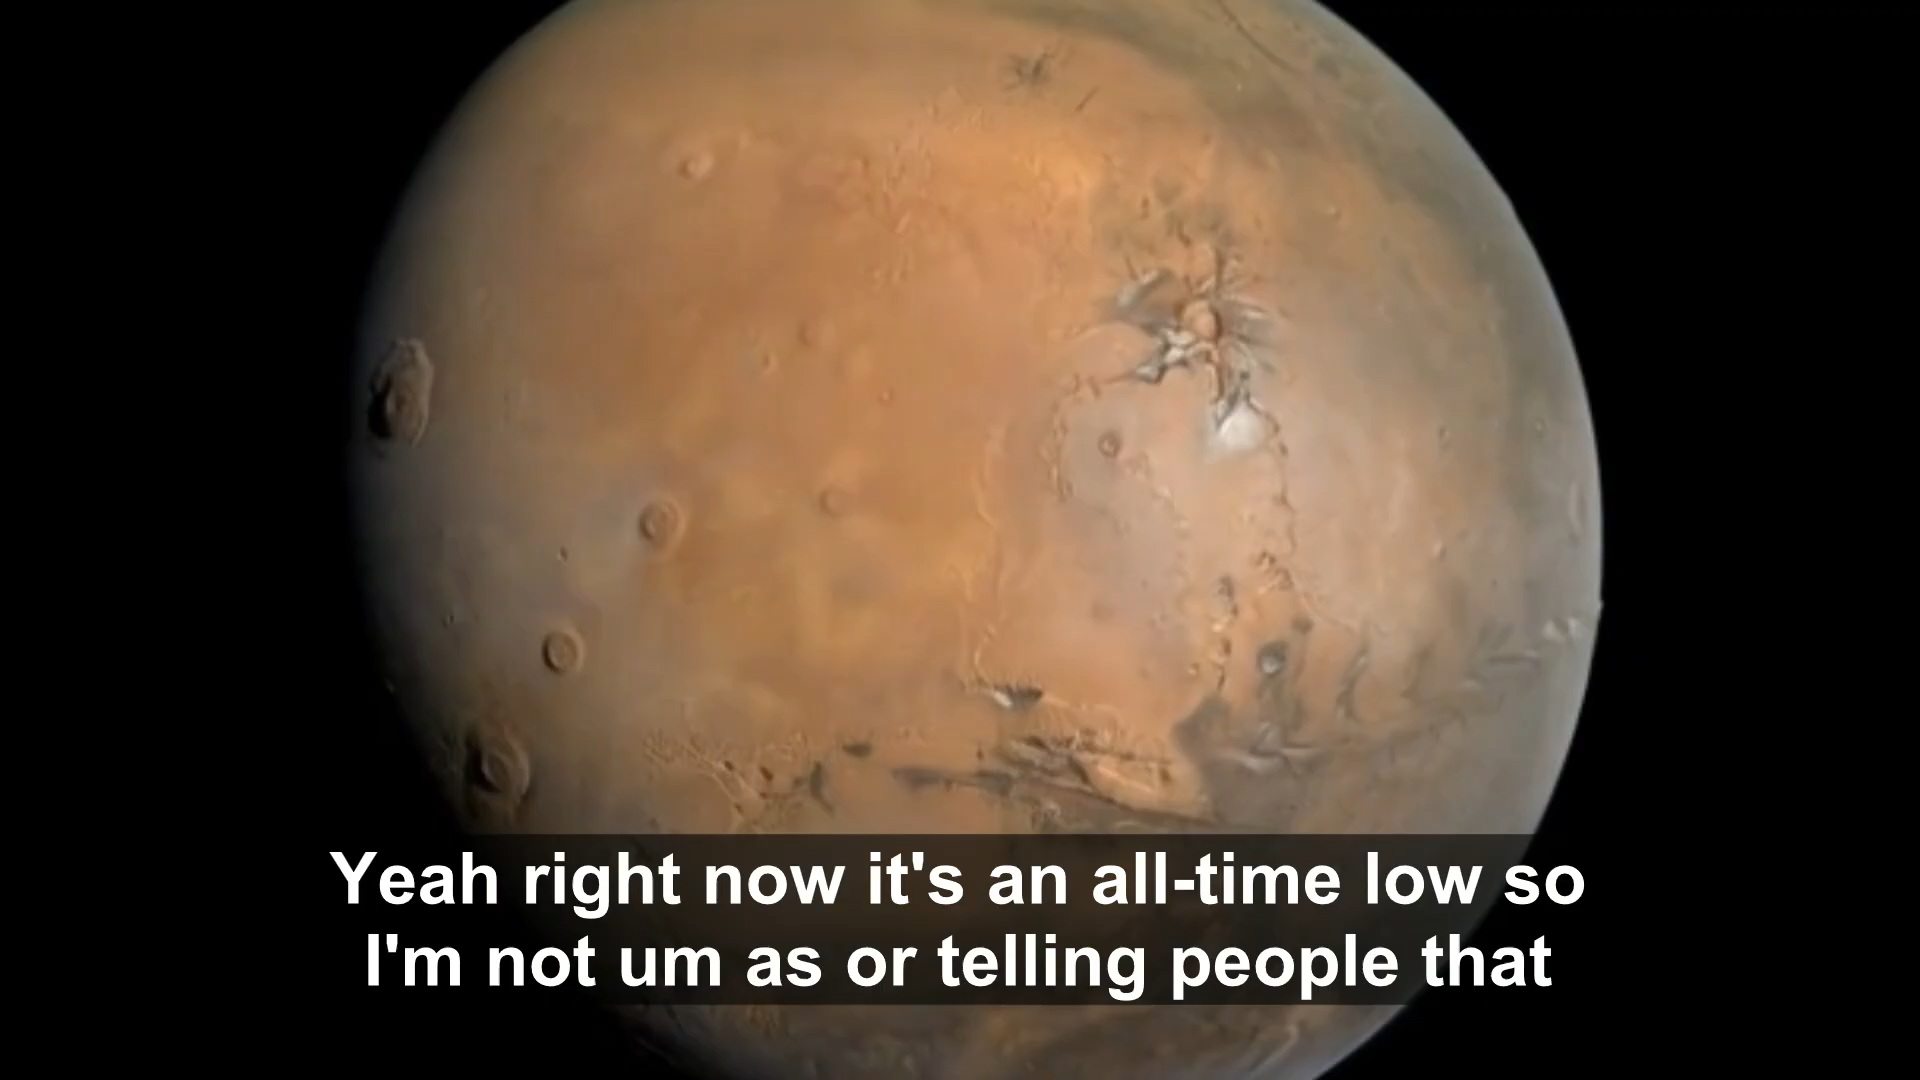 Yeah right now it's an all-time low so
I'm not um as or telling people that